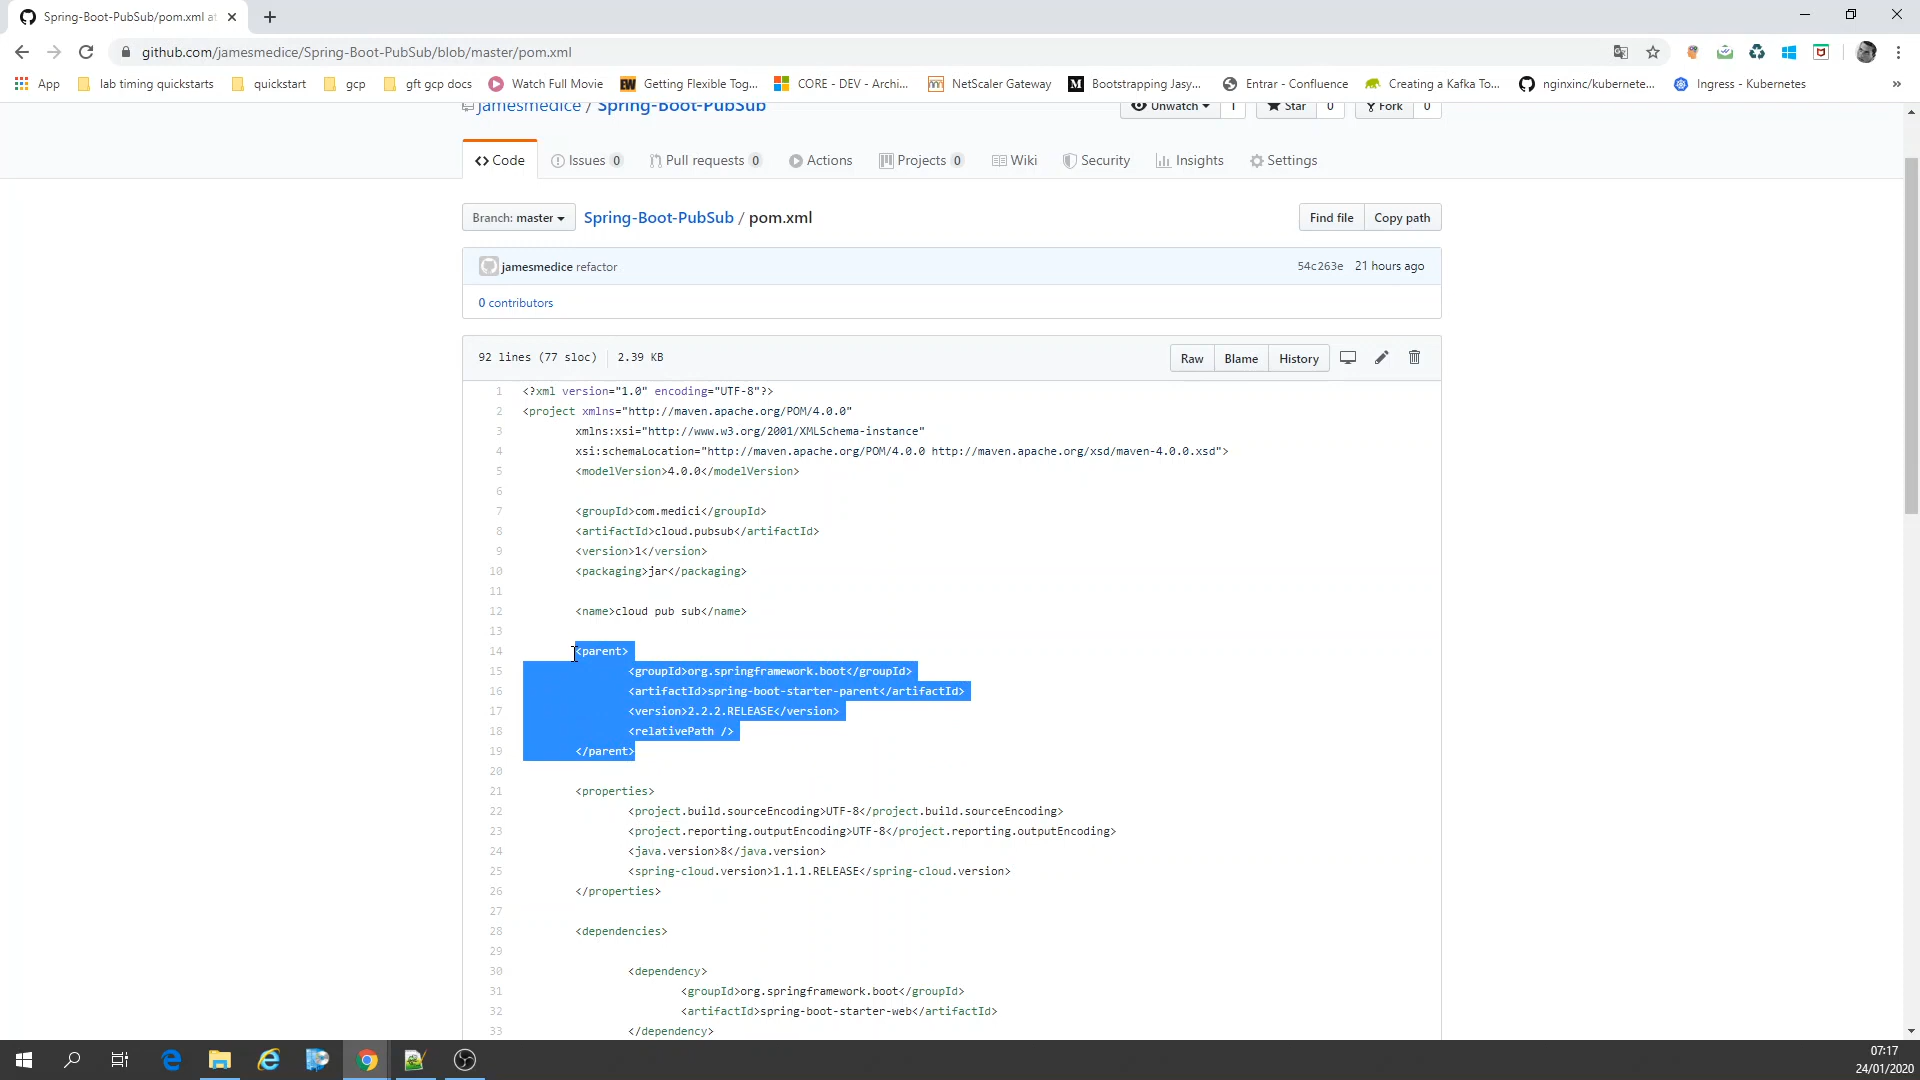 Spring-Boot-PubSub/pom.xml at
github.com/jamesmedice/Spring-Boot-PubSub/blob/master/pom.xml
App lab timing quickstarts quickstart gcp gft gcp docs Watch Full Movie Getting Flexible Tog... CORE - DEV - Archi... NetScaler Gateway Bootstrapping Jasy... Entrar - Confluence Creating a Kafka To... nginxinc/kubernete... Ingress - Kubernetes »
jamesmedice / Spring-Boot-PubSub Unwatch 1 Star 0 Fork 0
<> Code Issues 0 Pull requests 0 Actions Projects 0 Wiki Security Insights Settings
Branch: master Spring-Boot-PubSub / pom.xml Find file Copy path
jamesmedice refactor 54c263e 21 hours ago
0 contributors
92 lines (77 sloc) 2.39 KB Raw Blame History
1 <?xml version="1.0" encoding="UTF-8"?>
2 <project xmlns="http://maven.apache.org/POM/4.0.0"
3 xmlns:xsi="http://www.w3.org/2001/XMLSchema-instance"
4 xsi:schemaLocation="http://maven.apache.org/POM/4.0.0 http://maven.apache.org/xsd/maven-4.0.0.xsd">
5 <modelVersion>4.0.0</modelVersion>
6
7 <groupId>com.medici</groupId>
8 <artifactId>cloud.pubsub</artifactId>
9 <version>1</version>
10 <packaging>jar</packaging>
11
12 <name>cloud pub sub</name>
13
14 <parent>
15 <groupId>org.springframework.boot</groupId>
16 <artifactId>spring-boot-starter-parent</artifactId>
17 <version>2.2.2.RELEASE</version>
18 <relativePath />
19 </parent>
20
21 <properties>
22 <project.build.sourceEncoding>UTF-8</project.build.sourceEncoding>
23 <project.reporting.outputEncoding>UTF-8</project.reporting.outputEncoding>
24 <java.version>8</java.version>
25 <spring-cloud.version>1.1.1.RELEASE</spring-cloud.version>
26 </properties>
27
28 <dependencies>
29
30 <dependency>
31 <groupId>org.springframework.boot</groupId>
32 <artifactId>spring-boot-starter-web</artifactId>
33 </dependency>
07:17
24/01/2020